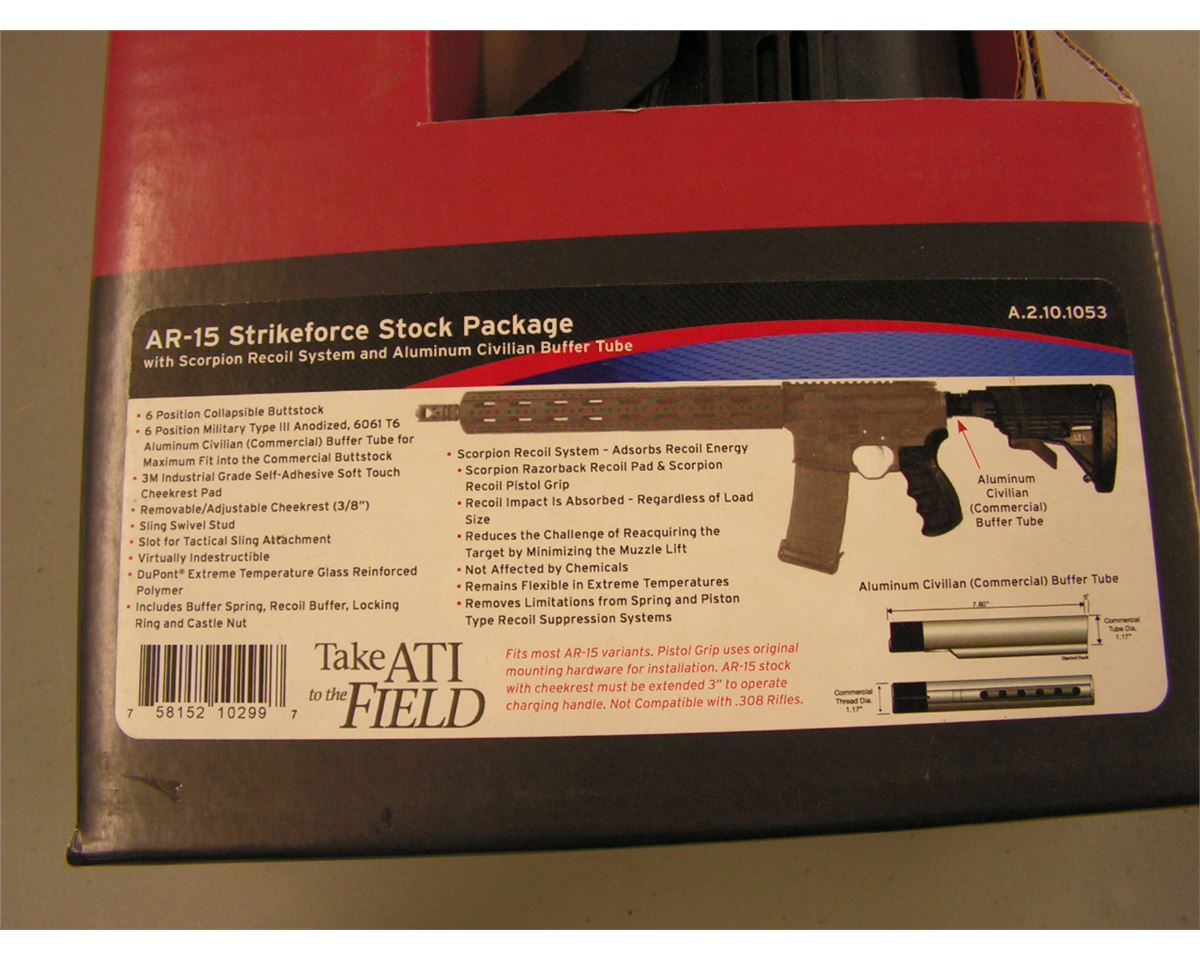 AR-15 Strikeforce Stock Package
A.2.10.1053
with Scorpion Recoil System and Aluminum Civilian Buffer Tube
• 6 Position Collapsible Buttstock
• 6 Position Military Type III Anodized, 6061 T6
Aluminum Civilian (Commercial) Buffer Tube for
Maximum Fit into the Commercial Buttstock
• 3M Industrial Grade Self-Adhesive Soft Touch
Cheekrest Pad
• Removable/Adjustable Cheekrest (3/8")
• Sling Swivel Stud
• Slot for Tactical Sling Attachment
• Virtually Indestructible
• DuPont® Extreme Temperature Glass Reinforced
Polymer
• Includes Buffer Spring, Recoil Buffer, Locking
Ring and Castle Nut
• Scorpion Recoil System – Adsorbs Recoil Energy
• Scorpion Razorback Recoil Pad & Scorpion
Recoil Pistol Grip
• Recoil Impact Is Absorbed – Regardless of Load
Size
• Reduces the Challenge of Reacquiring the
Target by Minimizing the Muzzle Lift
• Not Affected by Chemicals
• Remains Flexible in Extreme Temperatures
• Removes Limitations from Spring and Piston
Type Recoil Suppression Systems
ATI
Aluminum
Civilian
(Commercial)
Buffer Tube
Aluminum Civilian (Commercial) Buffer Tube
7.80"
Commercial
Tube Dia.
1.17"
Slanted Back
Commercial
Thread Dia.
1.17"
7 58152 10299 7
Take ATI
to the FIELD
Fits most AR-15 variants. Pistol Grip uses original
mounting hardware for installation. AR-15 stock
with cheekrest must be extended 3" to operate
charging handle. Not Compatible with .308 Rifles.